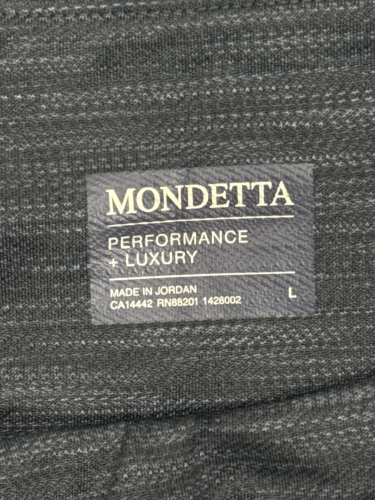 MONDETTA
PERFORMANCE
+ LUXURY
MADE IN JORDAN
CA14442 RN88201 1428002 L